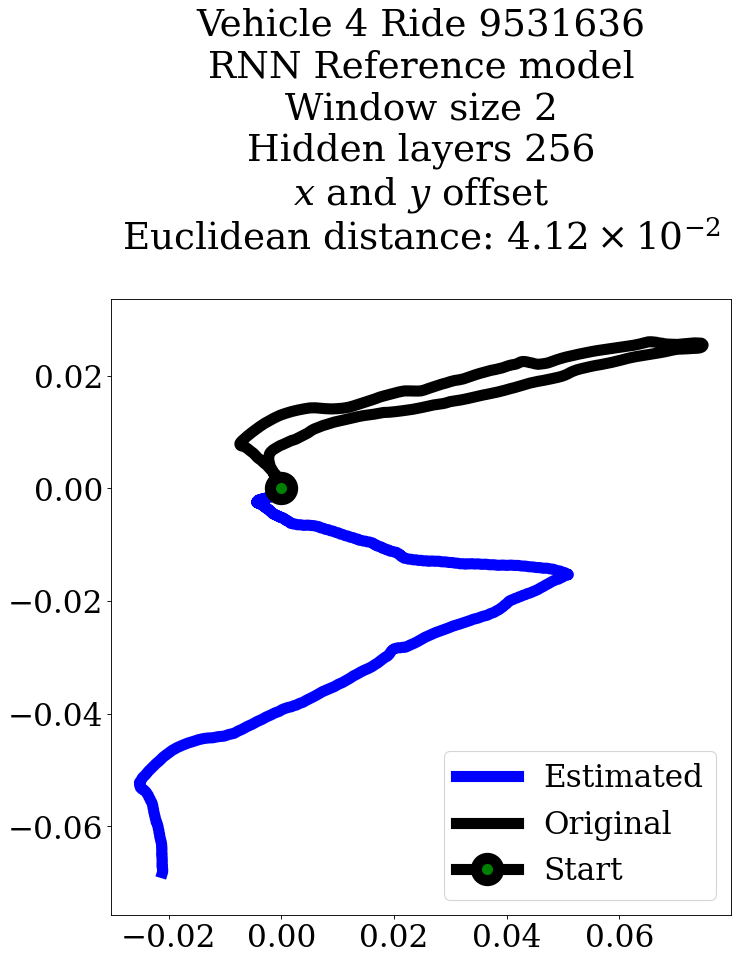 Vehicle 4 Ride 9531636
RNN Reference model
Window size 2
Hidden layers 256
x and y offset
Euclidean distance: 4.12 × 10⁻²
0.02
0.00
−0.02
−0.04
−0.06
Estimated
Original
Start
−0.02 0.00 0.02 0.04 0.06